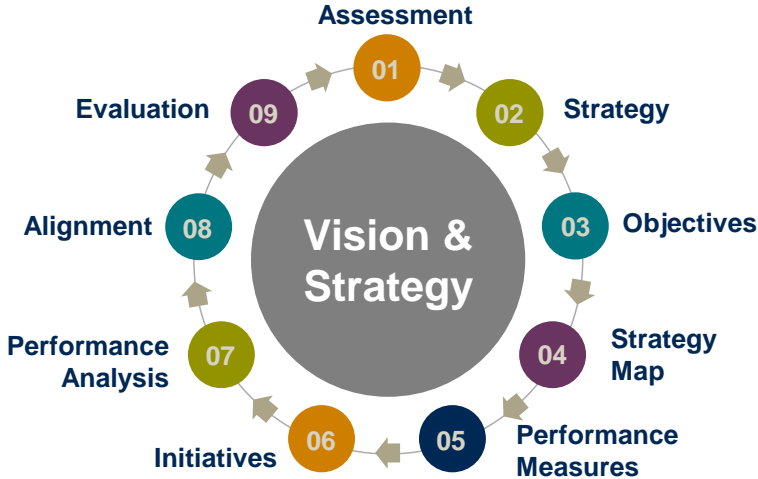 Assessment
01
02
Strategy
03
Objectives
04
Strategy
Map
05
Performance
Measures
06
Initiatives
07
Performance
Analysis
08
Alignment
09
Evaluation
Vision &
Strategy